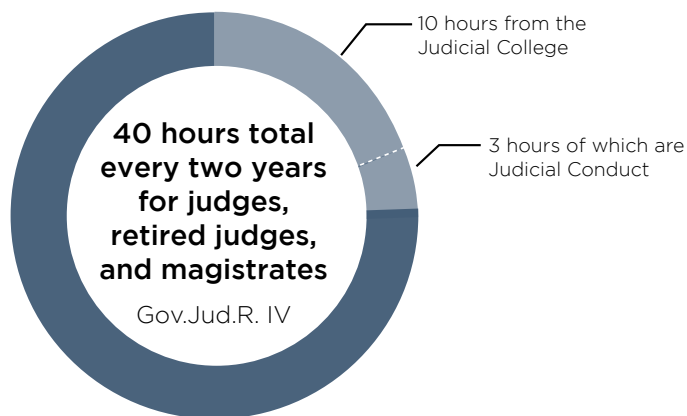 10 hours from the
Judicial College
3 hours of which are
Judicial Conduct
40 hours total
every two years
for judges,
retired judges,
and magistrates
Gov.Jud.R. IV